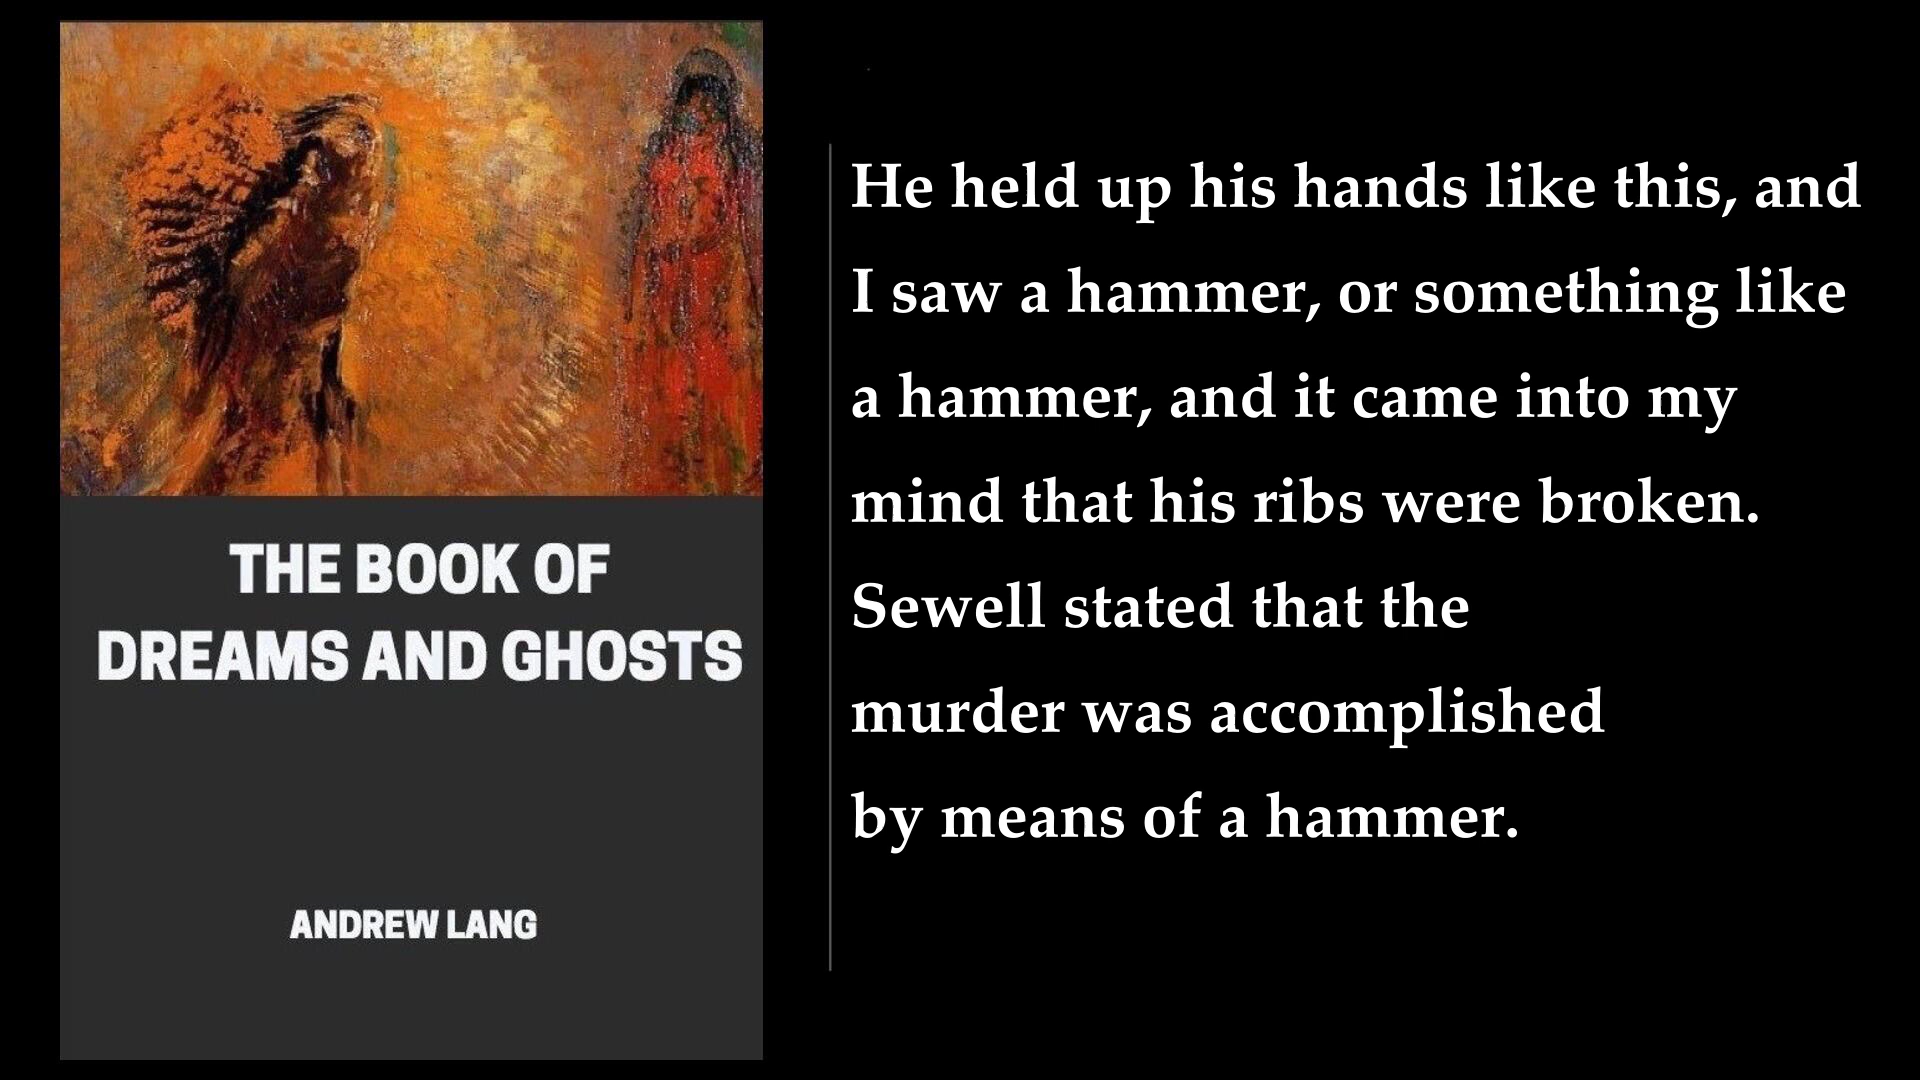 THE BOOK OF
DREAMS AND GHOSTS
ANDREW LANG
He held up his hands like this, and
I saw a hammer, or something like
a hammer, and it came into my
mind that his ribs were broken.
Sewell stated that the
murder was accomplished
by means of a hammer.